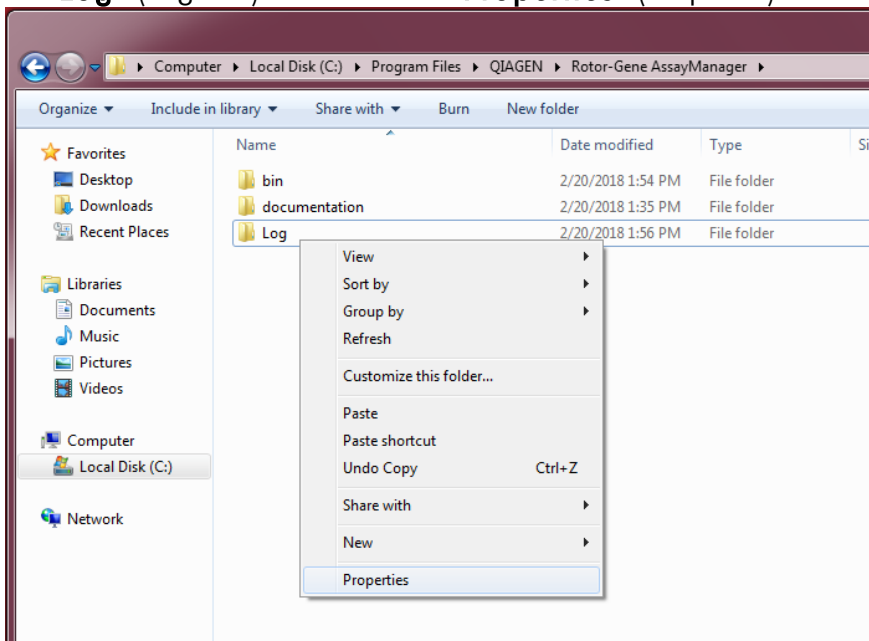 Computer ▸ Local Disk (C:) ▸ Program Files ▸ QIAGEN ▸ Rotor-Gene AssayManager ▸
Organize ▼ Include in library ▼ Share with ▼ Burn New folder
Name Date modified Type
Favorites
Desktop
Downloads
Recent Places
Libraries
Documents
Music
Pictures
Videos
Computer
Local Disk (C:)
Network
bin 2/20/2018 1:54 PM File folder
documentation 2/20/2018 1:35 PM File folder
Log 2/20/2018 1:56 PM File folder
View
Sort by
Group by
Refresh
Customize this folder...
Paste
Paste shortcut
Undo Copy Ctrl+Z
Share with
New
Properties